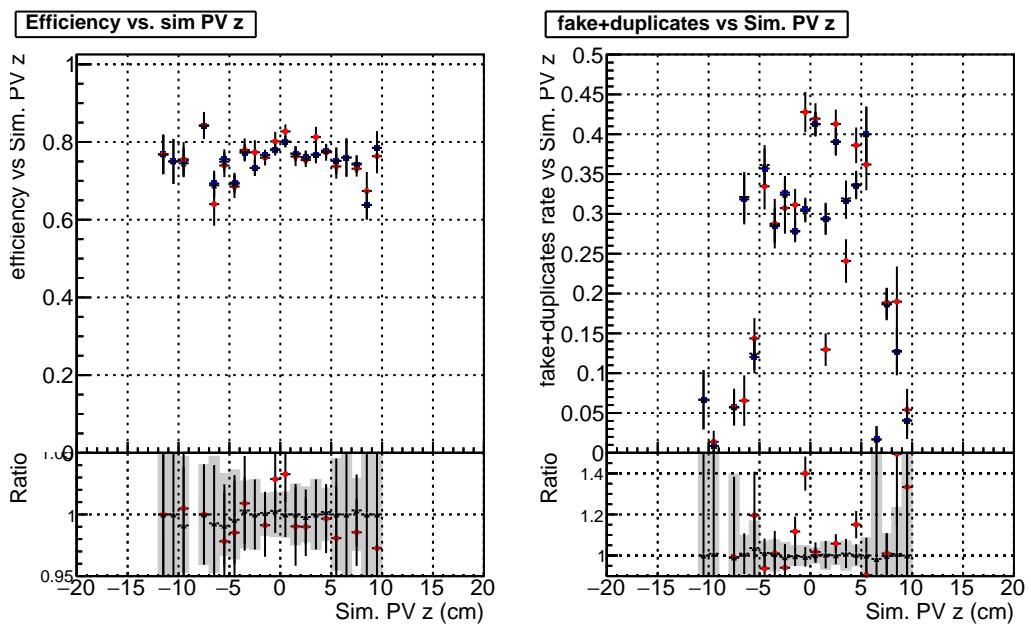 Efficiency vs. sim PV z
efficiency vs Sim. PV z
1
0.8
0.6
0.4
0.2
0
Ratio
1.05
1
0.95
−20 −15 −10 −5 0 5 10 15 20
Sim. PV z (cm)
fake+duplicates vs Sim. PV z
fake+duplicates rate vs Sim. PV z
0.5
0.45
0.4
0.35
0.3
0.25
0.2
0.15
0.1
0.05
0
Ratio
1.4
1.2
1
−20 −15 −10 −5 0 5 10 15 20
Sim. PV z (cm)